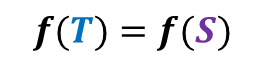 f(T) = f(S)